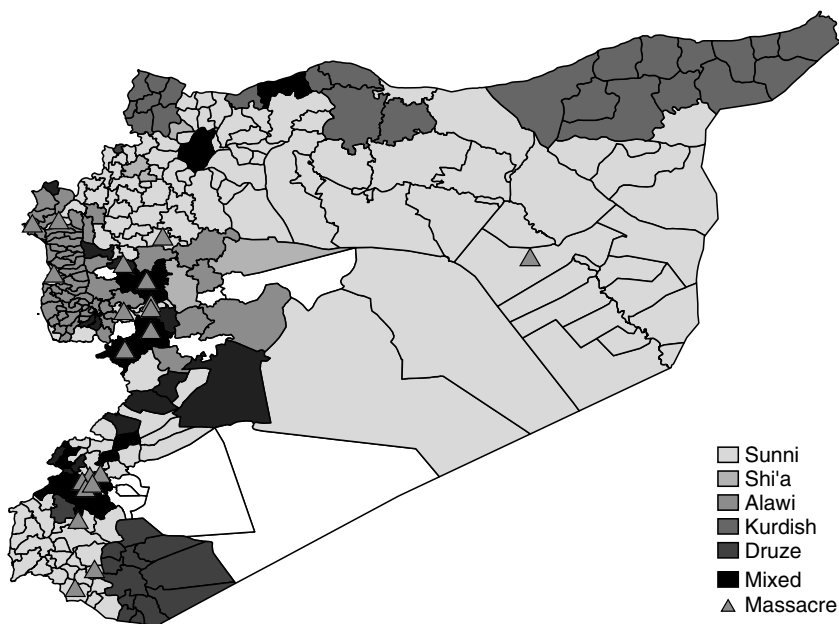 Sunni
Shi'a
Alawi
Kurdish
Druze
Mixed
Massacre